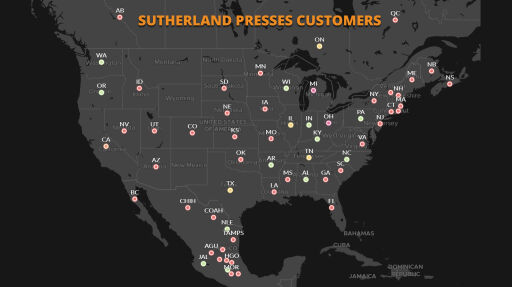 SUTHERLAND PRESSES CUSTOMERS
AB
QC
ON
WA
MN
NB
ME
NS
OR
ID
SD
WI
MI
NH
NY
MA
NE
IA
CT
NJ
PA
NV
UT
CO
KS
MO
IL
IN
OH
KY
VA
CA
AZ
OK
AR
TN
NC
SC
MS
AL
GA
TX
LA
FL
BC
CHIH
COAH
NLE
TAMPS
AGU
JAL
HGO
MOR
Montana
Wyoming
New Mexico
UNITED STATES
OF AMERICA
BAHAMAS
CUBA
JAMAICA
DOMINICAN
REPUBLIC